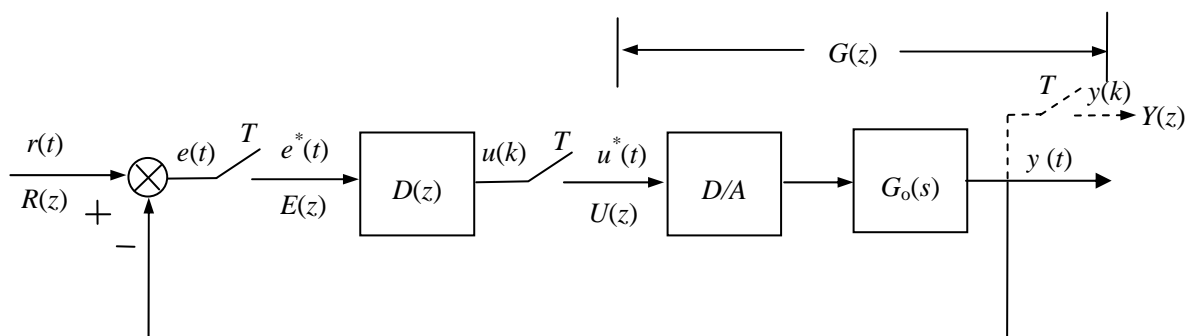 G(z)
T
y(k)
Y(z)
r(t)
e(t)
T
e*(t)
u(k)
T
u*(t)
y (t)
R(z)
+
−
E(z)
D(z)
U(z)
D/A
Go(s)